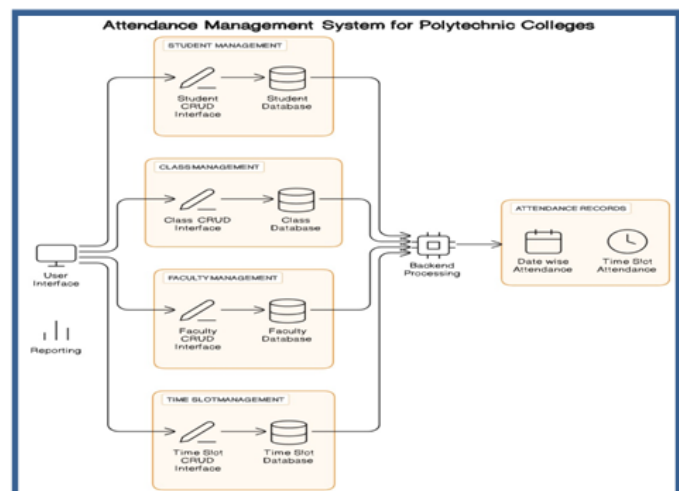 Attendance Management System for Polytechnic Colleges
STUDENT MANAGEMENT
Student
CRUD
Interface
Student
Database
CLASS MANAGEMENT
Class CRUD
Interface
Class
Database
User
Interface
Reporting
FACULTY MANAGEMENT
Faculty
CRUD
Interface
Faculty
Database
TIME SLOTMANAGEMENT
Time Slot
CRUD
Interface
Time Slot
Database
Backend
Processing
ATTENDANCE RECORDS
Date wise
Attendance
Time Slot
Attendance